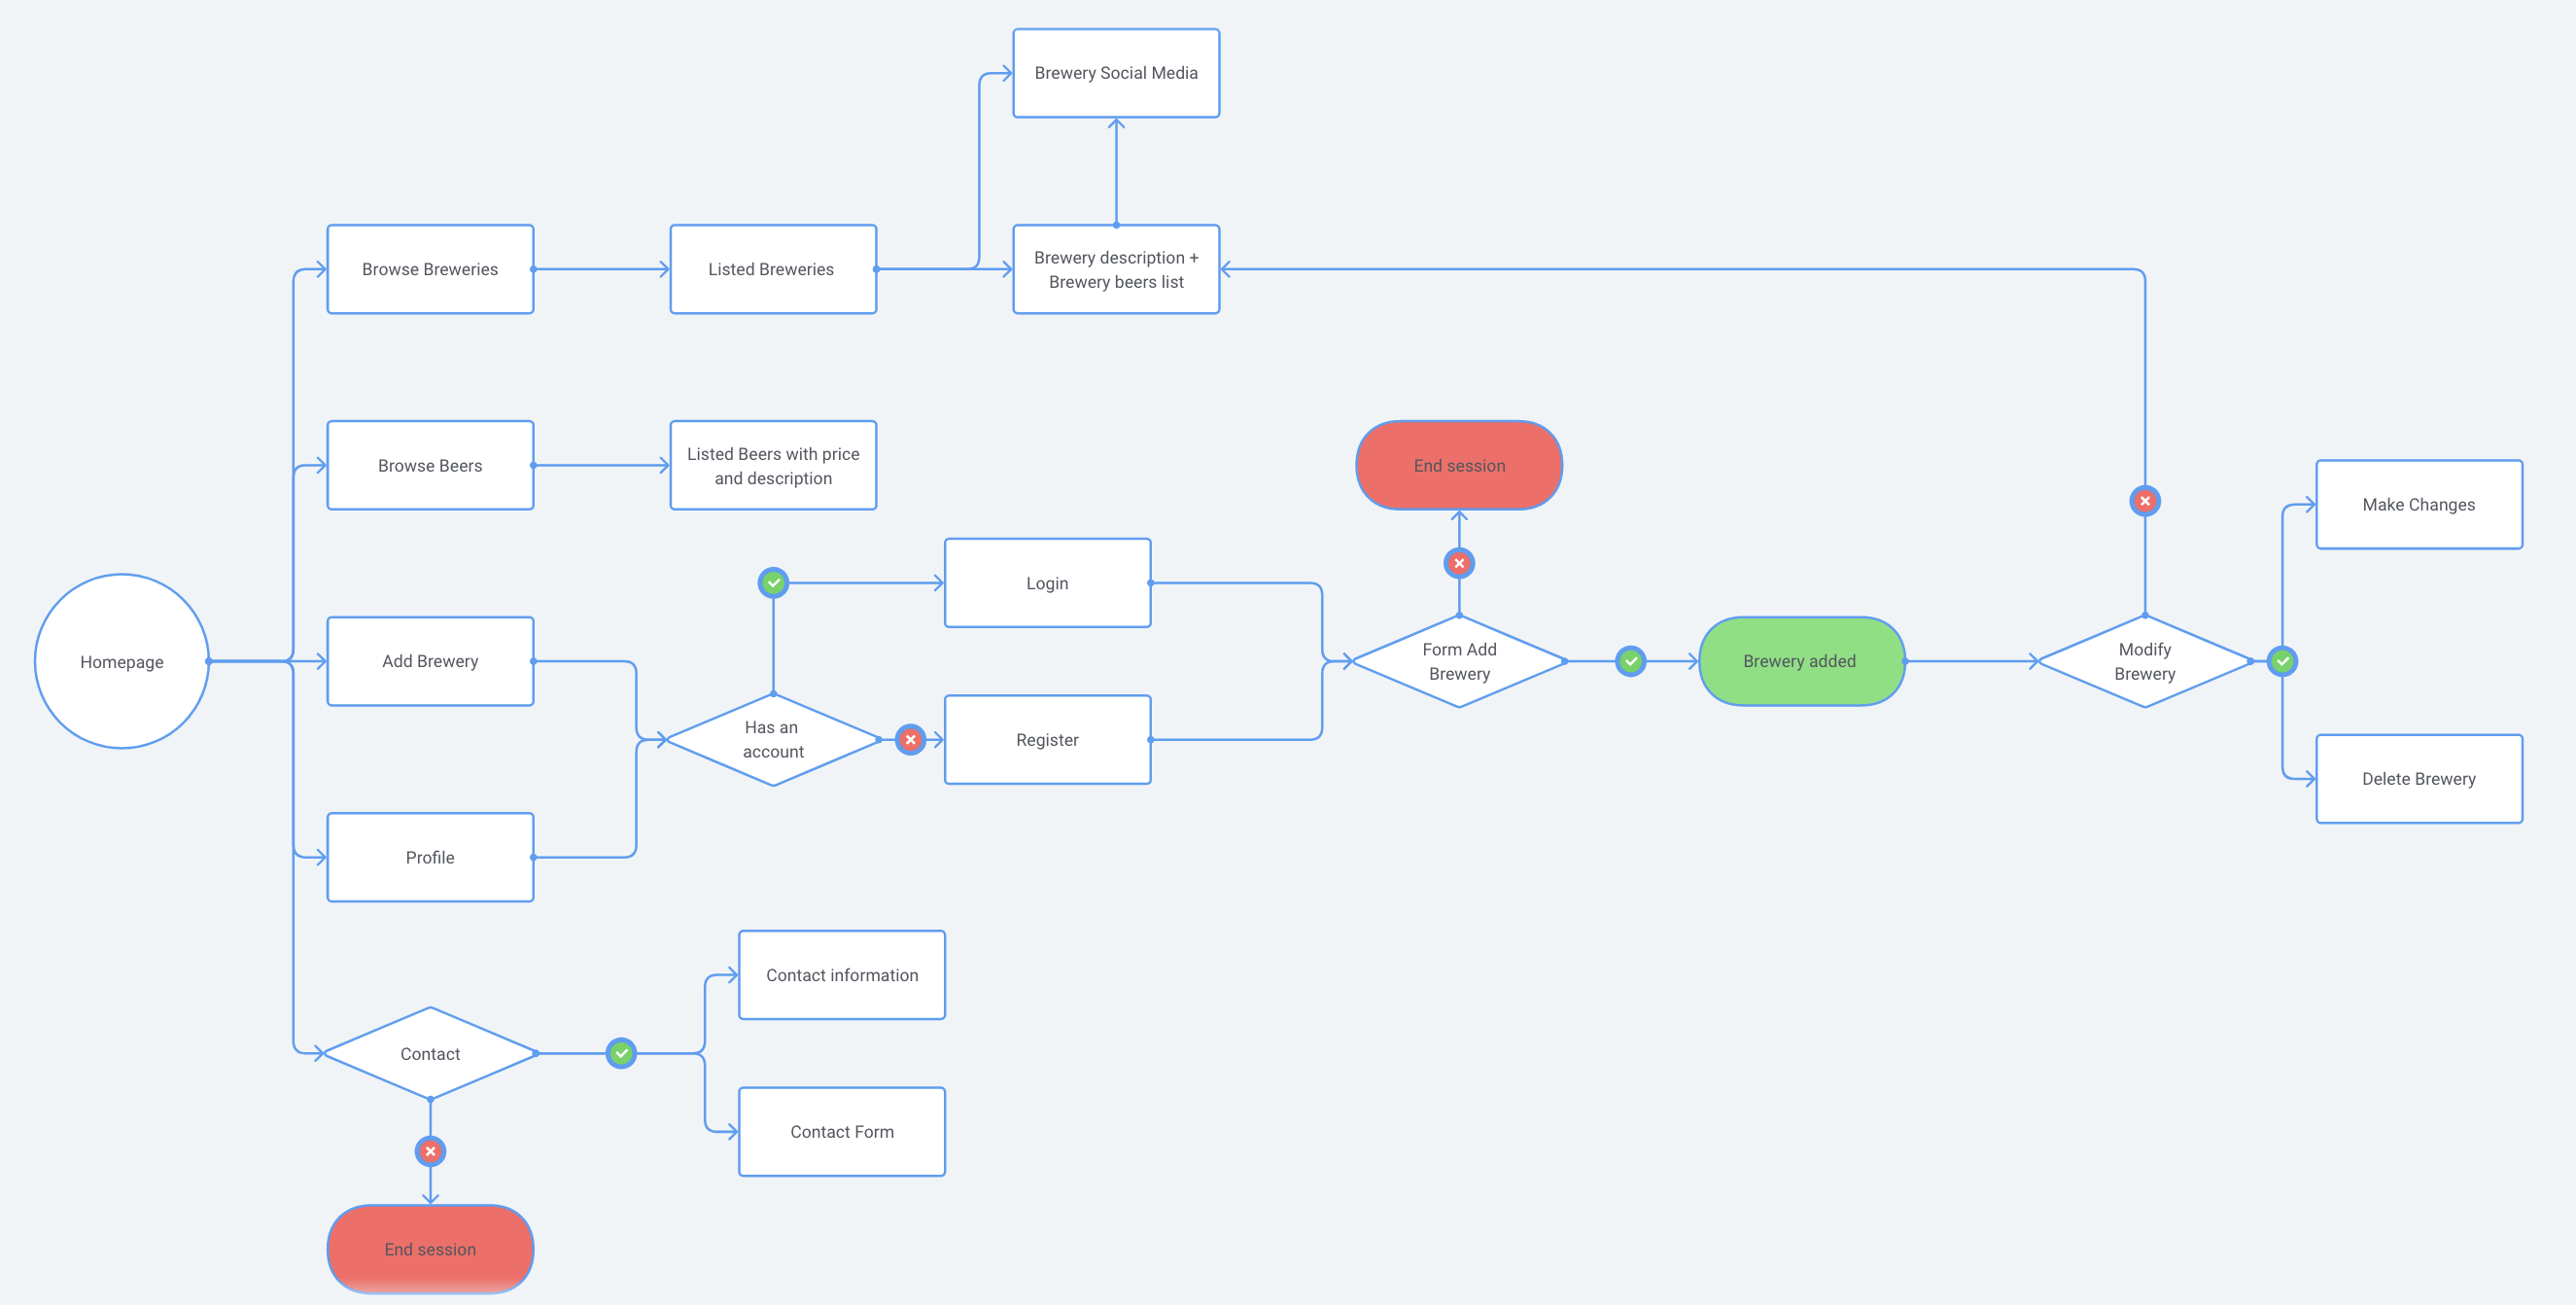 Brewery Social Media
Browse Breweries
Listed Breweries
Brewery description +
Brewery beers list
Browse Beers
Listed Beers with price
and description
End session
Make Changes
Login
Homepage
Add Brewery
Form Add
Brewery
Brewery added
Modify
Brewery
Has an
account
Register
Delete Brewery
Profile
Contact information
Contact
Contact Form
End session